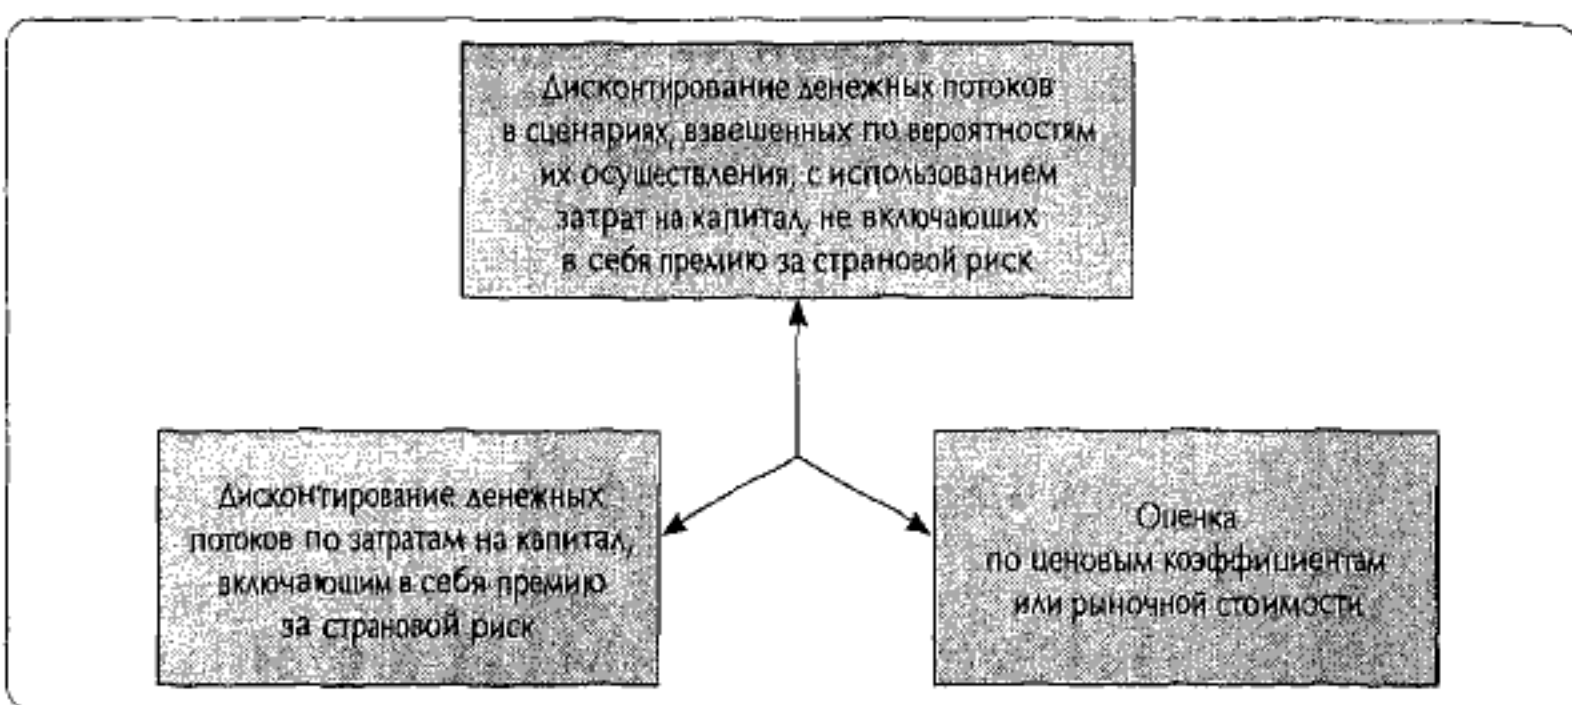 Дисконтирование денежных потоков
в сценариях, взвешенных по вероятностям
их осуществления, с использованием
затрат на капитал, не включающих
в себя премию за страновой риск
Дисконтирование денежных
потоков по затратам на капитал,
включающим в себя премию
за страновой риск
Оценка
по ценовым коэффициентам
или рыночной стоимости